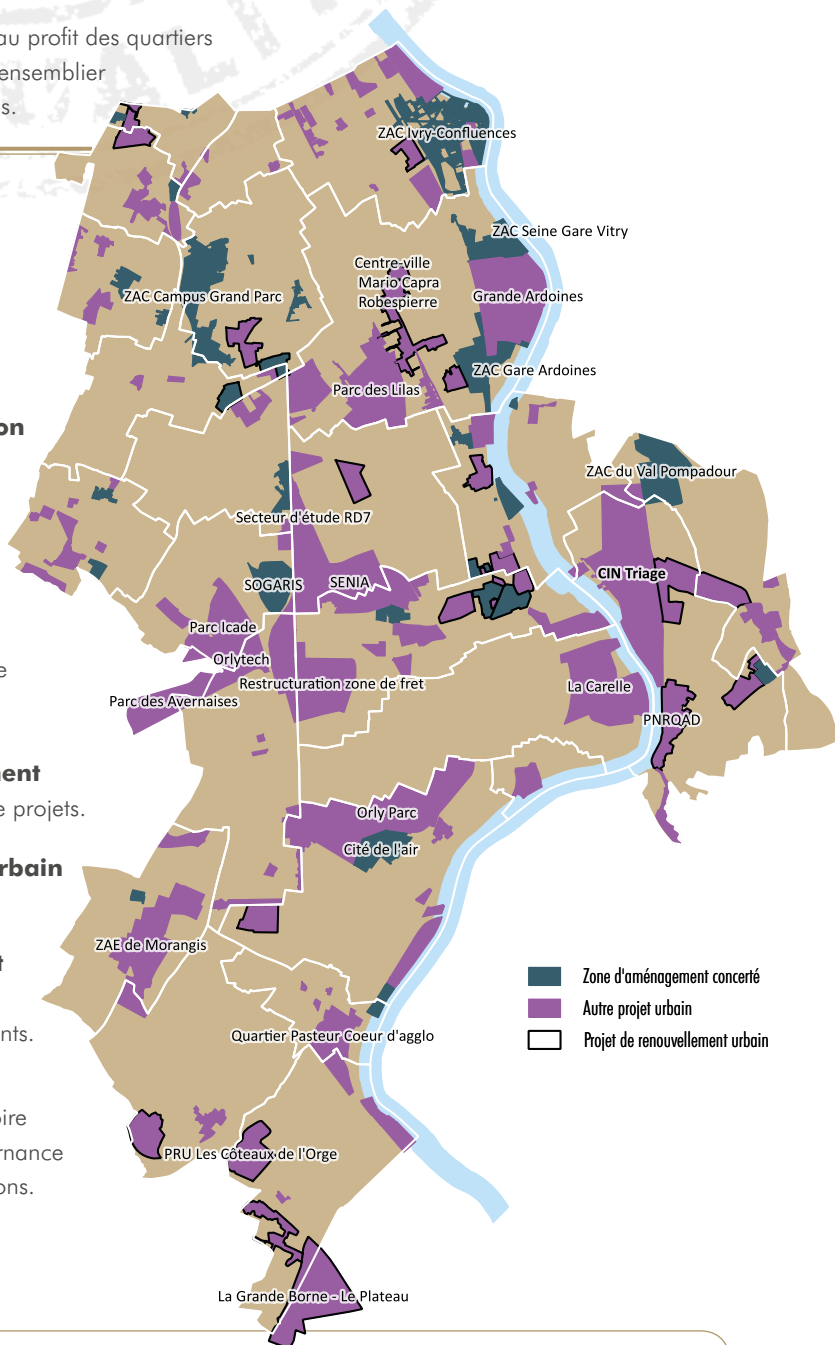 au profit des quartiers
ensemblier
s.
ZAC Ivry-Confluences
ZAC Seine Gare Vitry
Centre-ville
Mario Capra
Robespierre
ZAC Campus Grand Parc
Grande Ardoines
ZAC Gare Ardoines
Parc des Lilas
on
ZAC du Val Pompadour
Secteur d'étude RD7
CIN Triage
SOGARIS
SENIA
Parc Icade
Orlytech
e
Restructuration zone de fret
La Carelle
Parc des Avernaises
PNRQAD
nent
e projets.
Orly Parc
Cité de l'air
rbain
ZAE de Morangis
t
Zone d'aménagement concerté
Autre projet urbain
Projet de renouvellement urbain
nts.
Quartier Pasteur Coeur d'agglo
oire
rnance
PRU Les Côteaux de l'Orge
ons.
La Grande Borne - Le Plateau